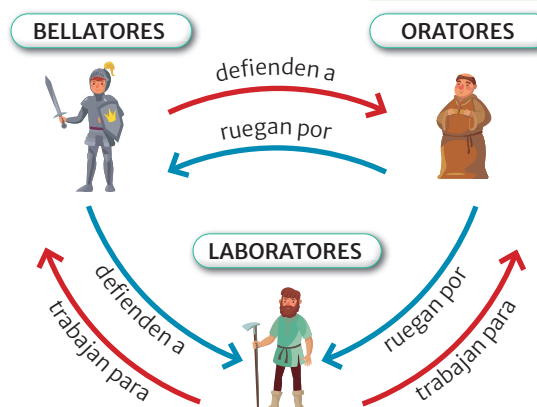 BELLATORES
ORATORES
defienden a
ruegan por
LABORATORES
defienden a
trabajan para
ruegan por
trabajan para